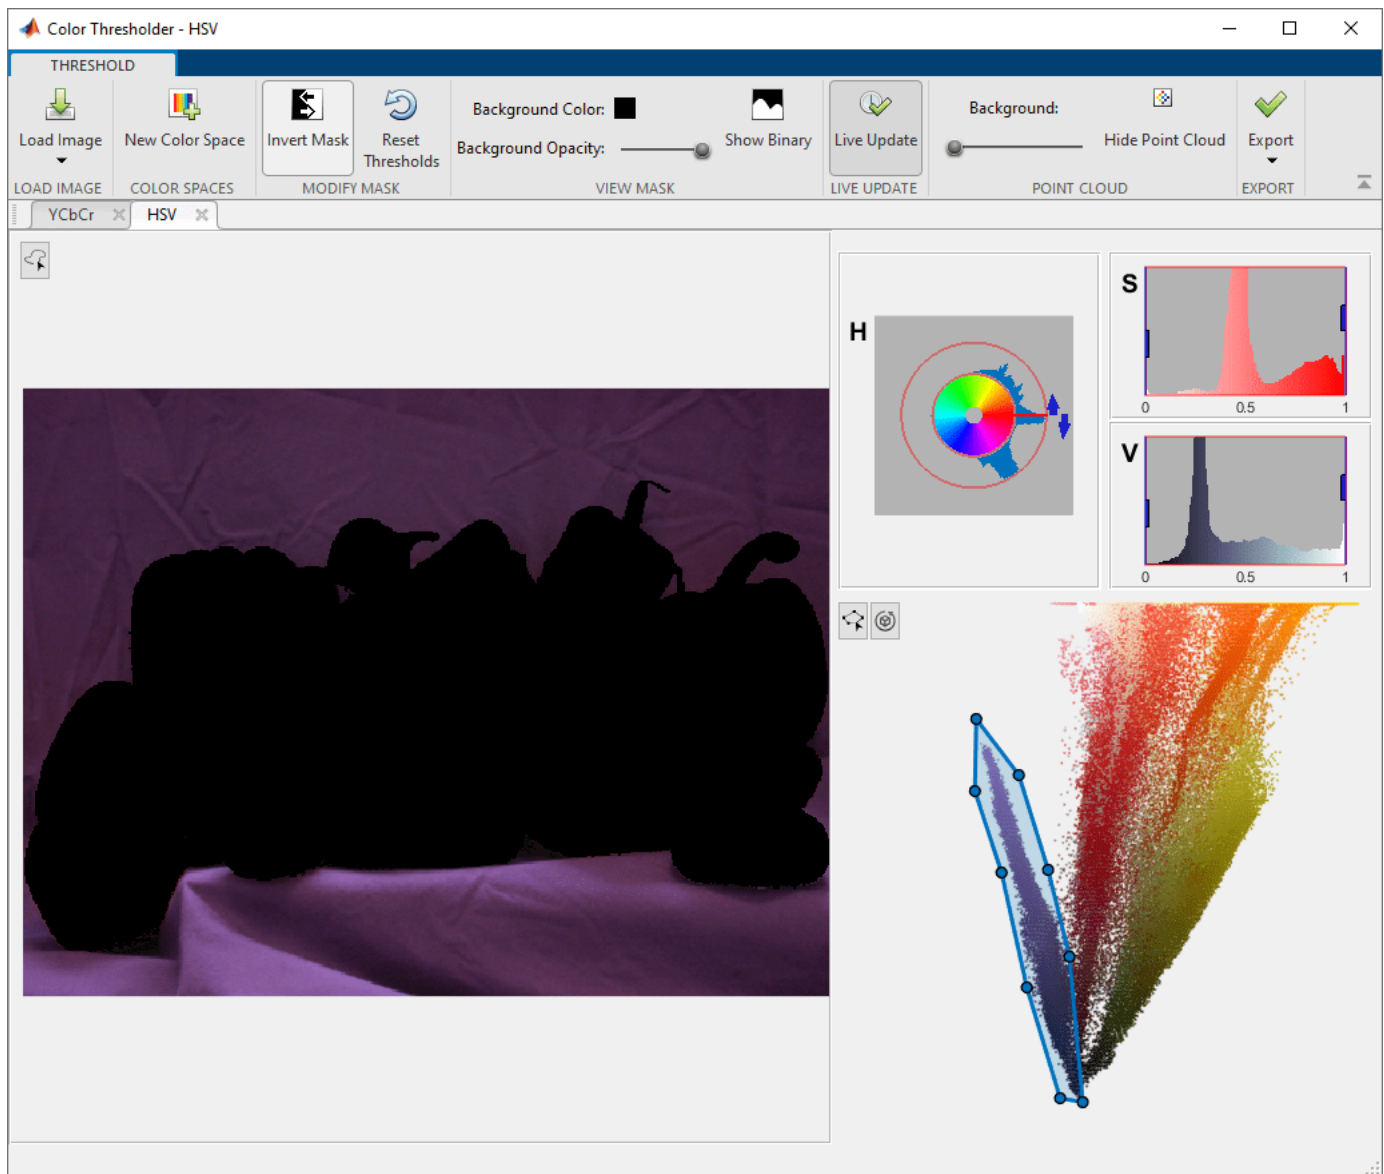 Color Thresholder - HSV
THRESHOLD
Load Image
New Color Space
Invert Mask
Reset
Thresholds
Background Color:
Background Opacity:
Show Binary
Live Update
Background:
Hide Point Cloud
Export
LOAD IMAGE
COLOR SPACES
MODIFY MASK
VIEW MASK
LIVE UPDATE
POINT CLOUD
EXPORT
YCbCr
HSV
H
S
0 0.5 1
V
0 0.5 1